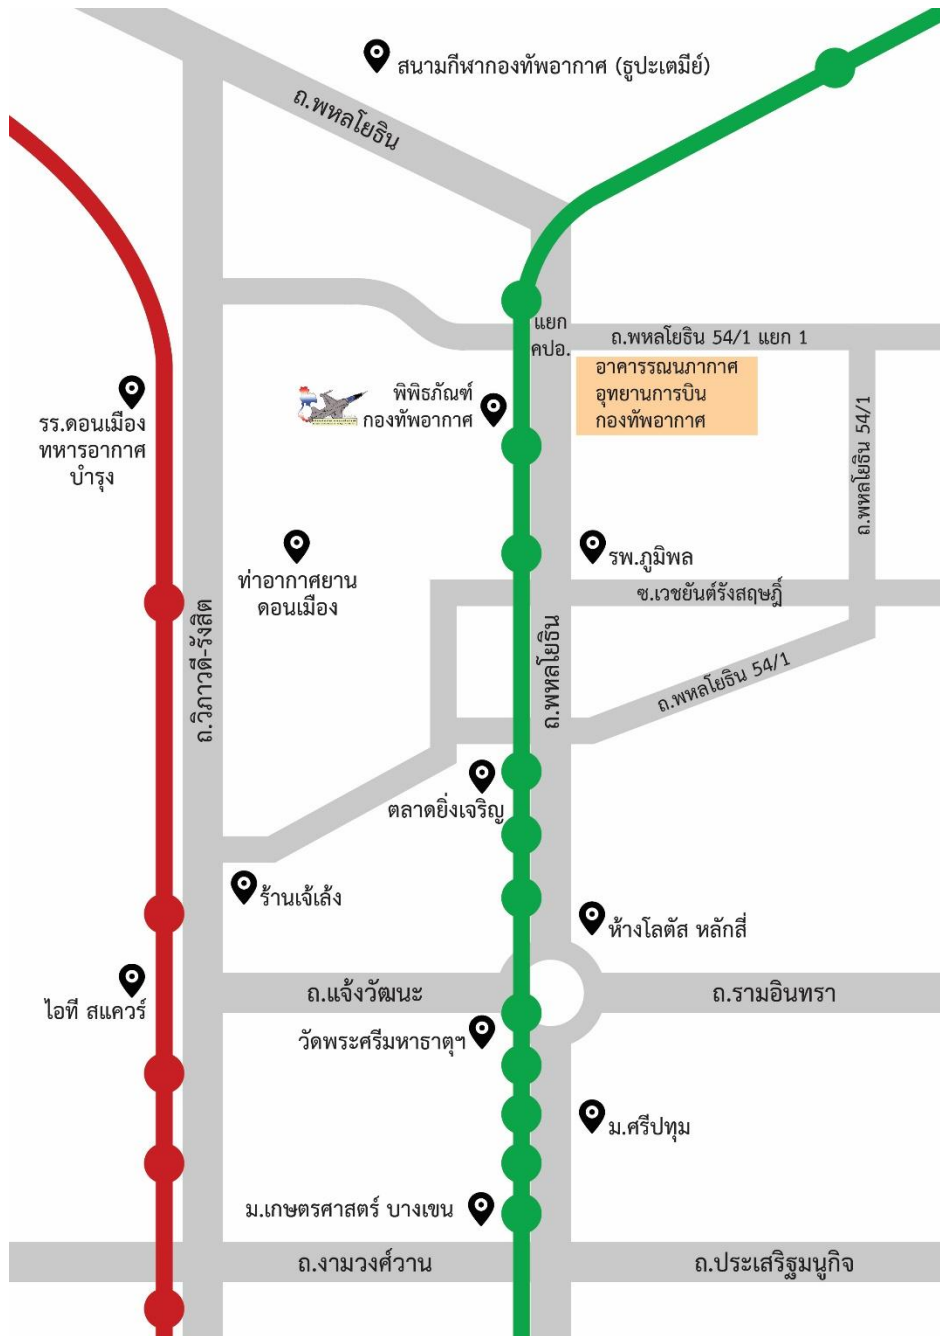 สนามกีฬากองทัพอากาศ (ธูปะเตมีย์)
ถ.พหลโยธิน
แยก
คปอ.
ถ.พหลโยธิน 54/1 แยก 1
อาคารรณนภากาศ
อุทยานการบิน
กองทัพอากาศ
พิพิธภัณฑ์
กองทัพอากาศ
รร.ดอนเมือง
ทหารอากาศ
บำรุง
ถ.พหลโยธิน 54/1
ท่าอากาศยาน
ดอนเมือง
รพ.ภูมิพล
ซ.เวชยันต์รังสฤษฎิ์
ถ.วิภาวดี-รังสิต
ถ.พหลโยธิน
ถ.พหลโยธิน 54/1
ตลาดยิ่งเจริญ
ร้านเจ้เล้ง
ห้างโลตัส หลักสี่
ไอที สแควร์
ถ.แจ้งวัฒนะ
ถ.รามอินทรา
วัดพระศรีมหาธาตุฯ
ม.ศรีปทุม
ม.เกษตรศาสตร์ บางเขน
ถ.งามวงศ์วาน
ถ.ประเสริฐมนูกิจ